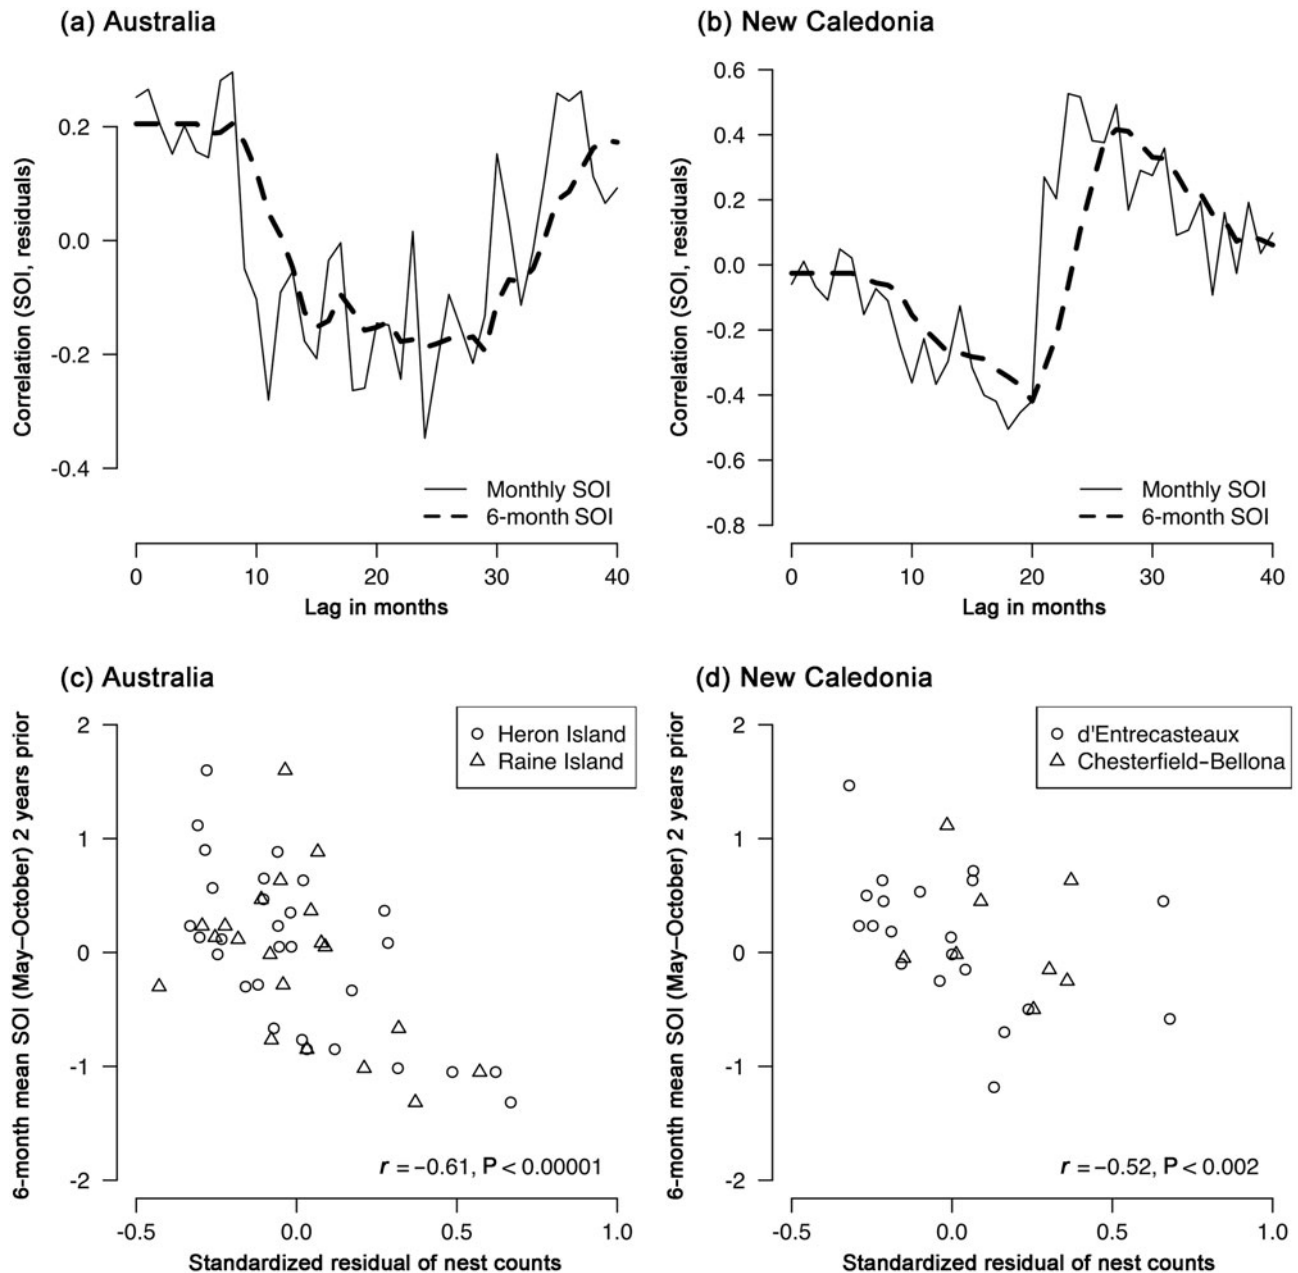 (a) Australia
0.2
0.0
-0.2
-0.4
Correlation (SOI, residuals)
Monthly SOI
6-month SOI
0 10 20 30 40
Lag in months
(b) New Caledonia
0.6
0.4
0.2
0.0
-0.2
-0.4
-0.6
-0.8
Correlation (SOI, residuals)
Monthly SOI
6-month SOI
0 10 20 30 40
Lag in months
(c) Australia
2
1
0
-1
-2
6-month mean SOI (May–October) 2 years prior
Heron Island
Raine Island
r = −0.61, P < 0.00001
-0.5 0.0 0.5 1.0
Standardized residual of nest counts
(d) New Caledonia
2
1
0
-1
-2
6-month mean SOI (May–October) 2 years prior
d'Entrecasteaux
Chesterfield−Bellona
r = −0.52, P < 0.002
-0.5 0.0 0.5 1.0
Standardized residual of nest counts